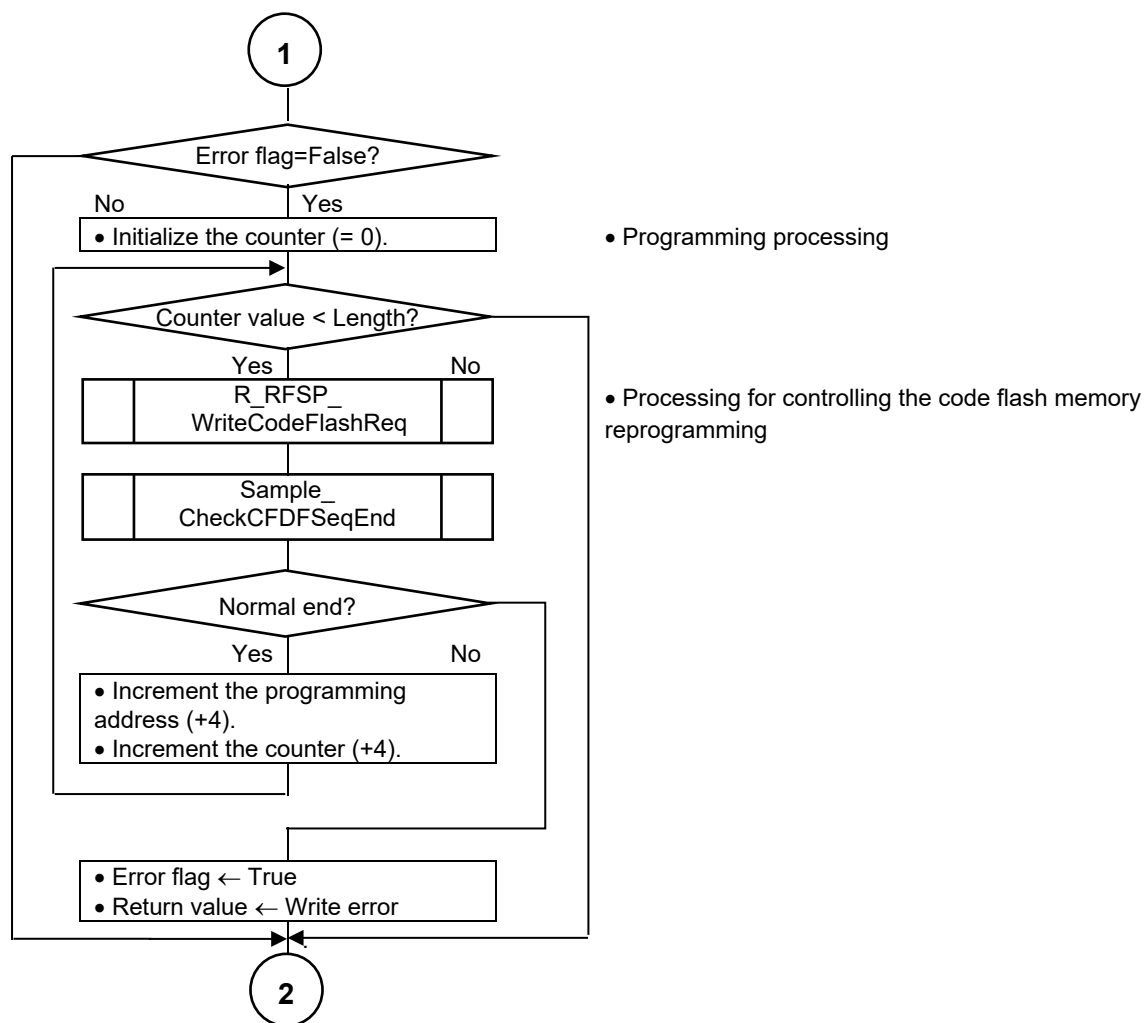 1
Error flag=False?
No
Yes
• Initialize the counter (= 0).
• Programming processing
Counter value < Length?
Yes
No
R_RFSP_
WriteCodeFlashReq
• Processing for controlling the code flash memory
reprogramming
Sample_
CheckCFDFSeqEnd
Normal end?
Yes
No
• Increment the programming
address (+4).
• Increment the counter (+4).
• Error flag ← True
• Return value ← Write error
2